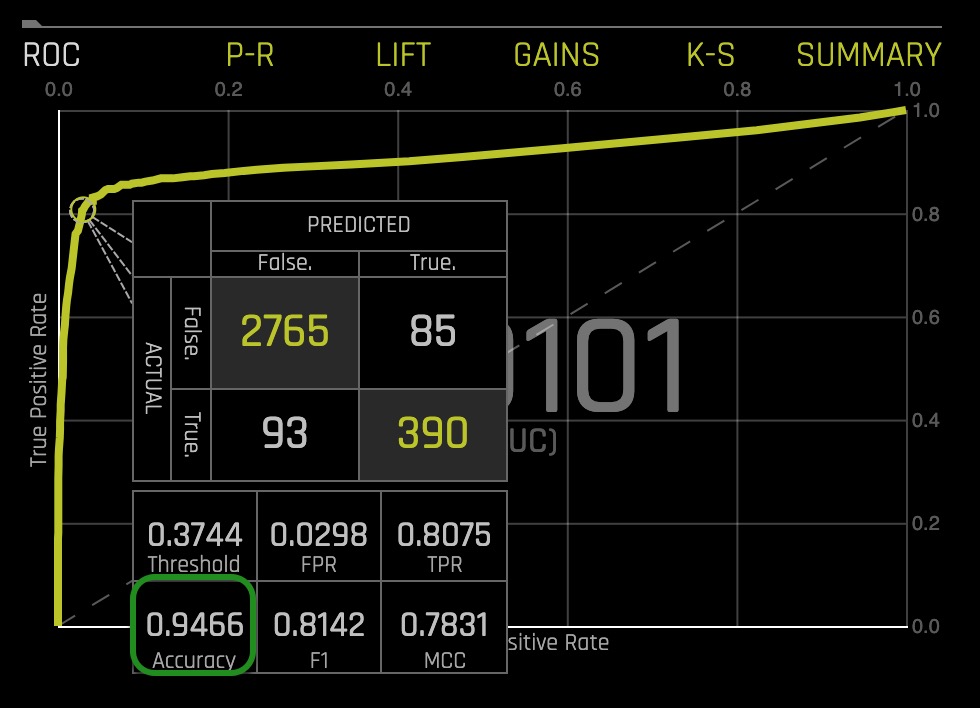 ROC P-R LIFT GAINS K-S SUMMARY
0.0 0.2 0.4 0.6 0.8 1.0
1.0
0.8
0.6
0.4
0.2
0.0
True Positive Rate
PREDICTED
False. True.
ACTUAL
False. 2765 85
True. 93 390
0.3744 0.0298 0.8075
Threshold FPR TPR
0.9466 0.8142 0.7831
Accuracy F1 MCC
101
UC)
sitive Rate